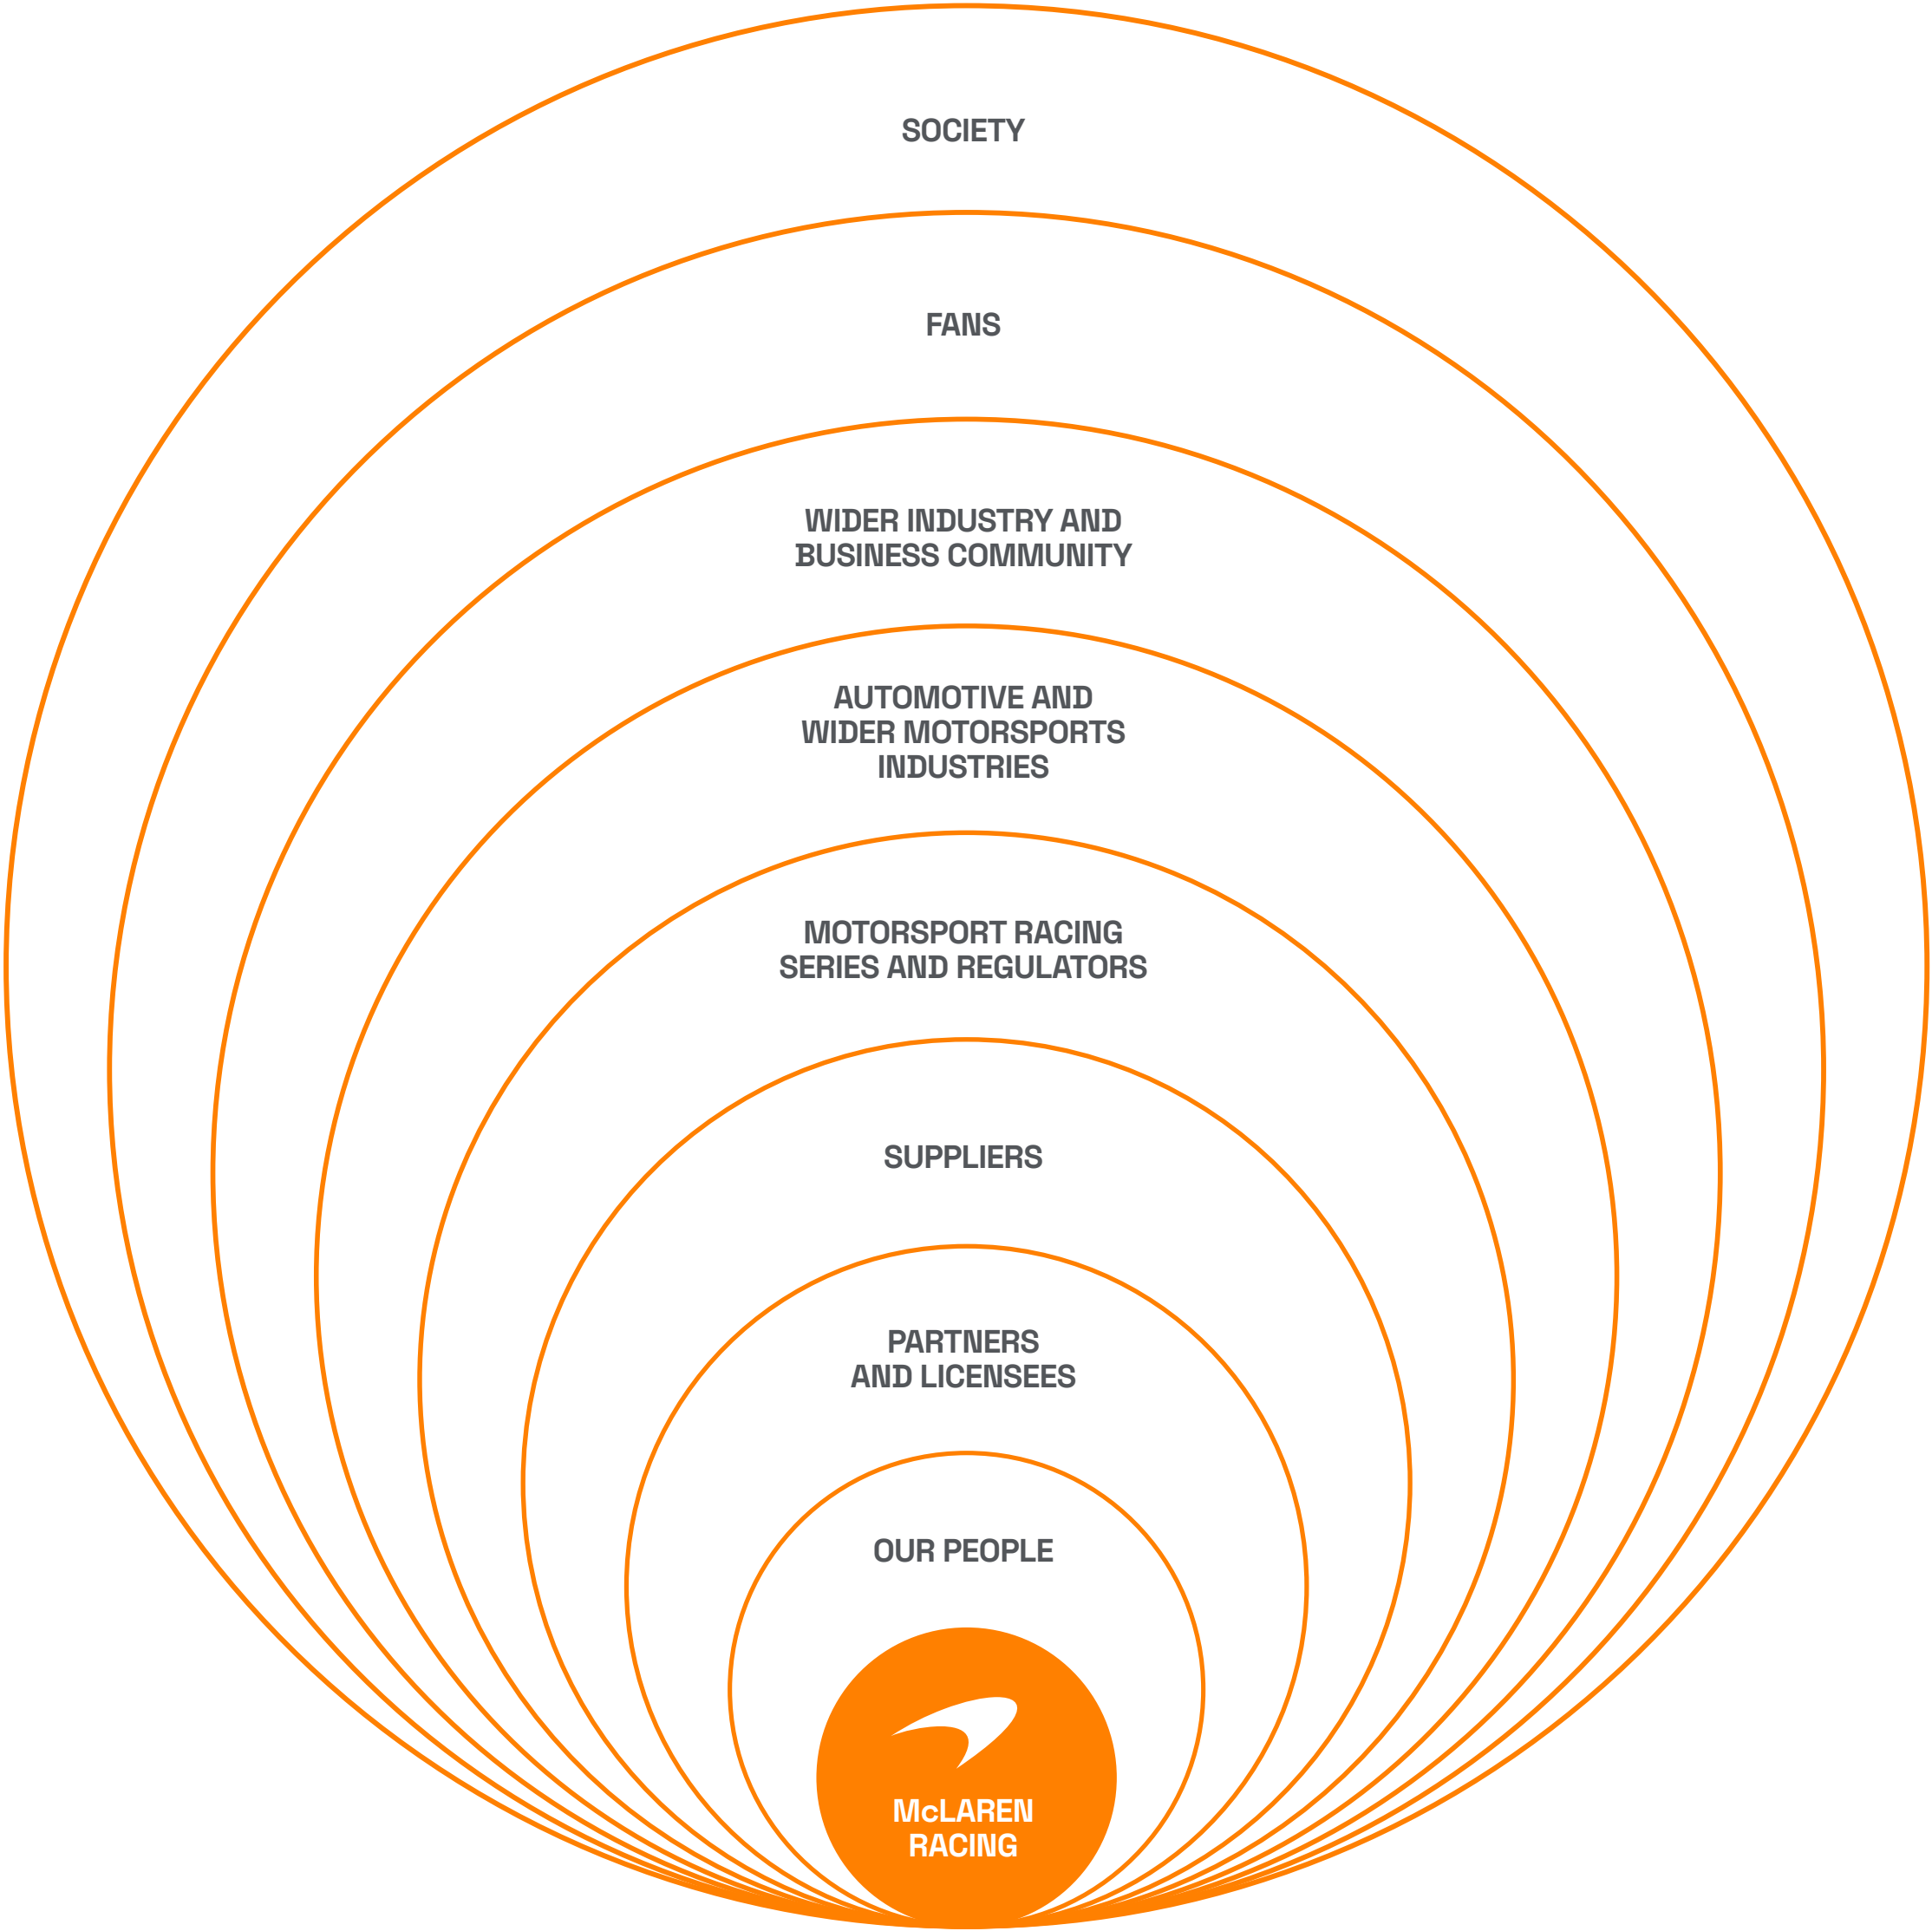 SOCIETY
FANS
WIDER INDUSTRY AND
BUSINESS COMMUNITY
AUTOMOTIVE AND
WIDER MOTORSPORTS
INDUSTRIES
MOTORSPORT RACING
SERIES AND REGULATORS
SUPPLIERS
PARTNERS
AND LICENSEES
OUR PEOPLE
McLAREN
RACING